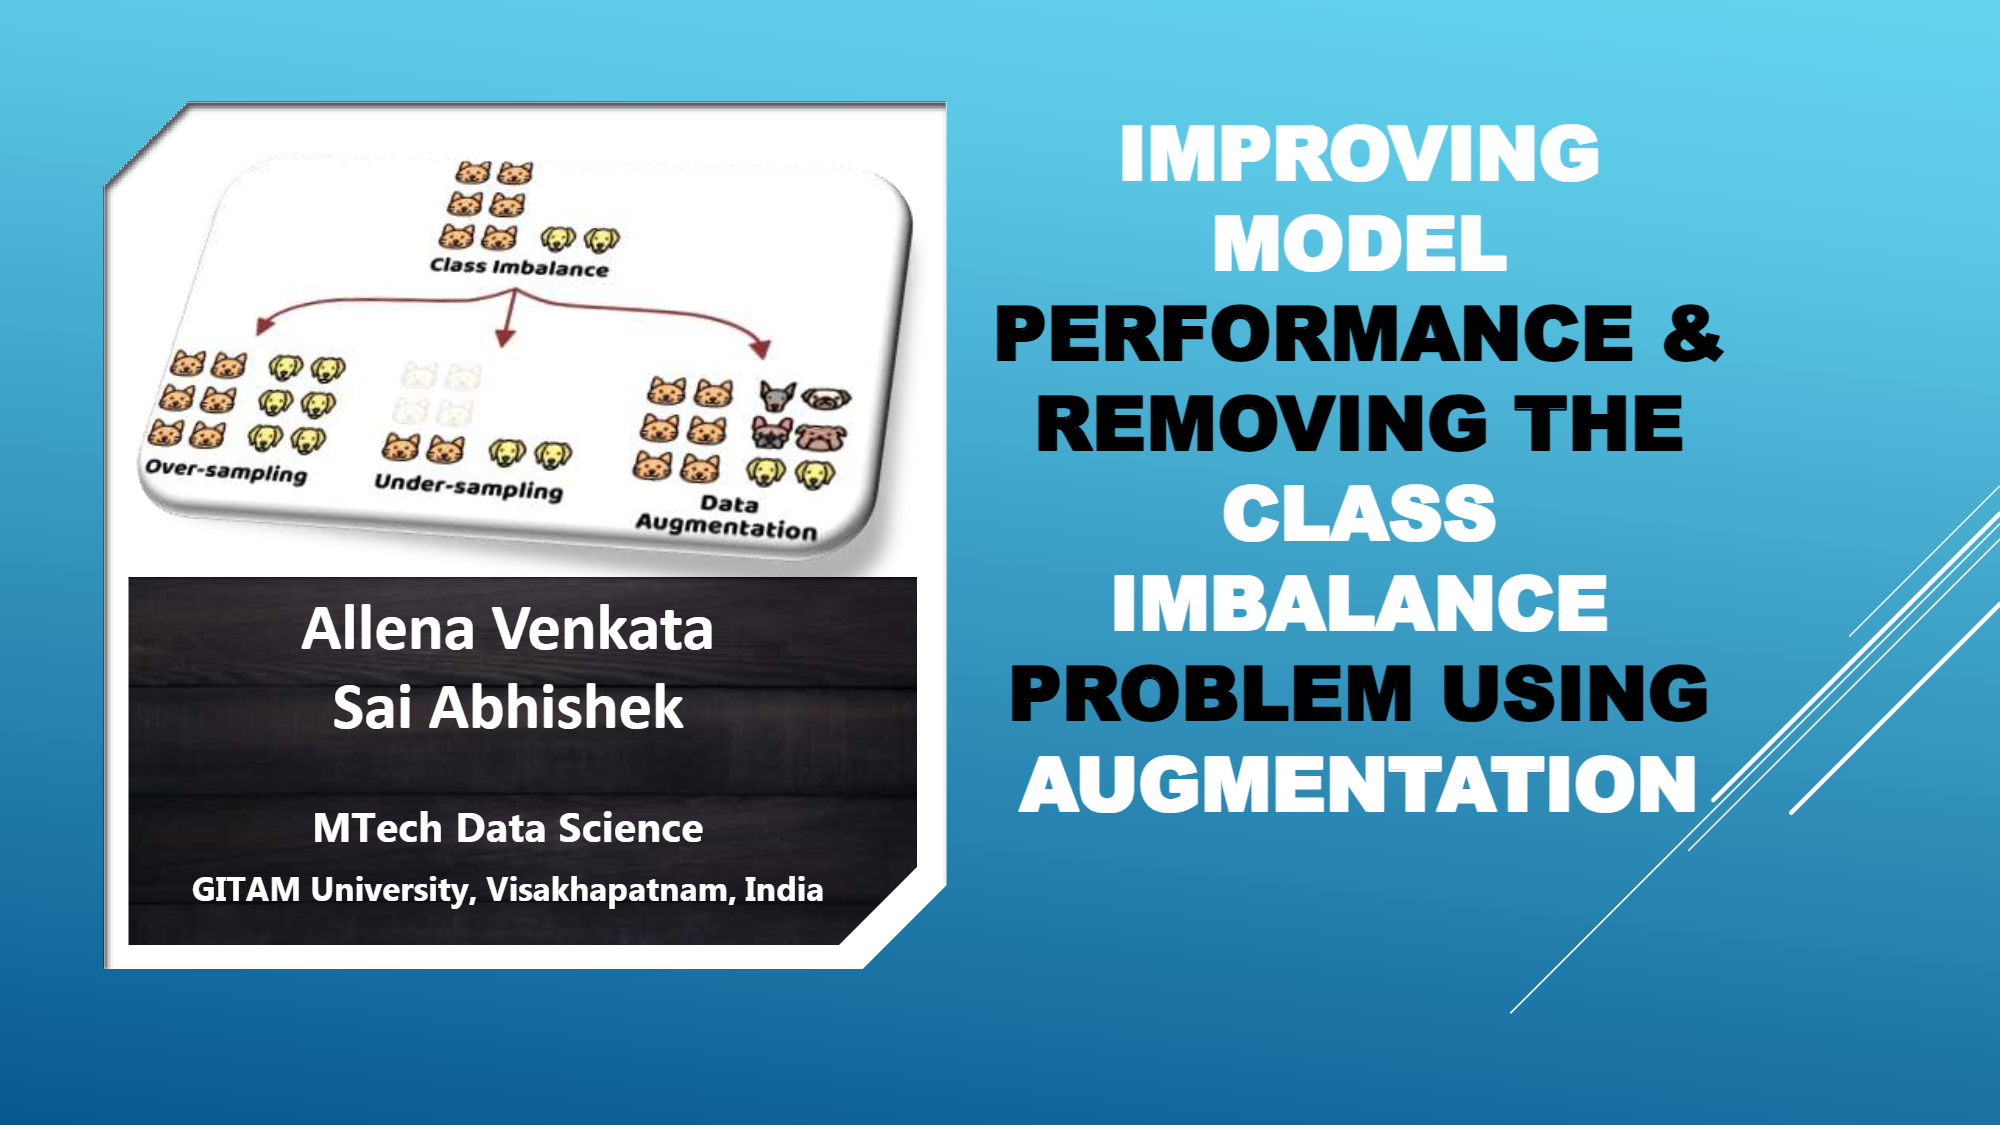 Class Imbalance
Over-sampling
Under-sampling
Data
Augmentation
Allena Venkata
Sai Abhishek
MTech Data Science
GITAM University, Visakhapatnam, India
IMPROVING
MODEL
PERFORMANCE &
REMOVING THE
CLASS
IMBALANCE
PROBLEM USING
AUGMENTATION